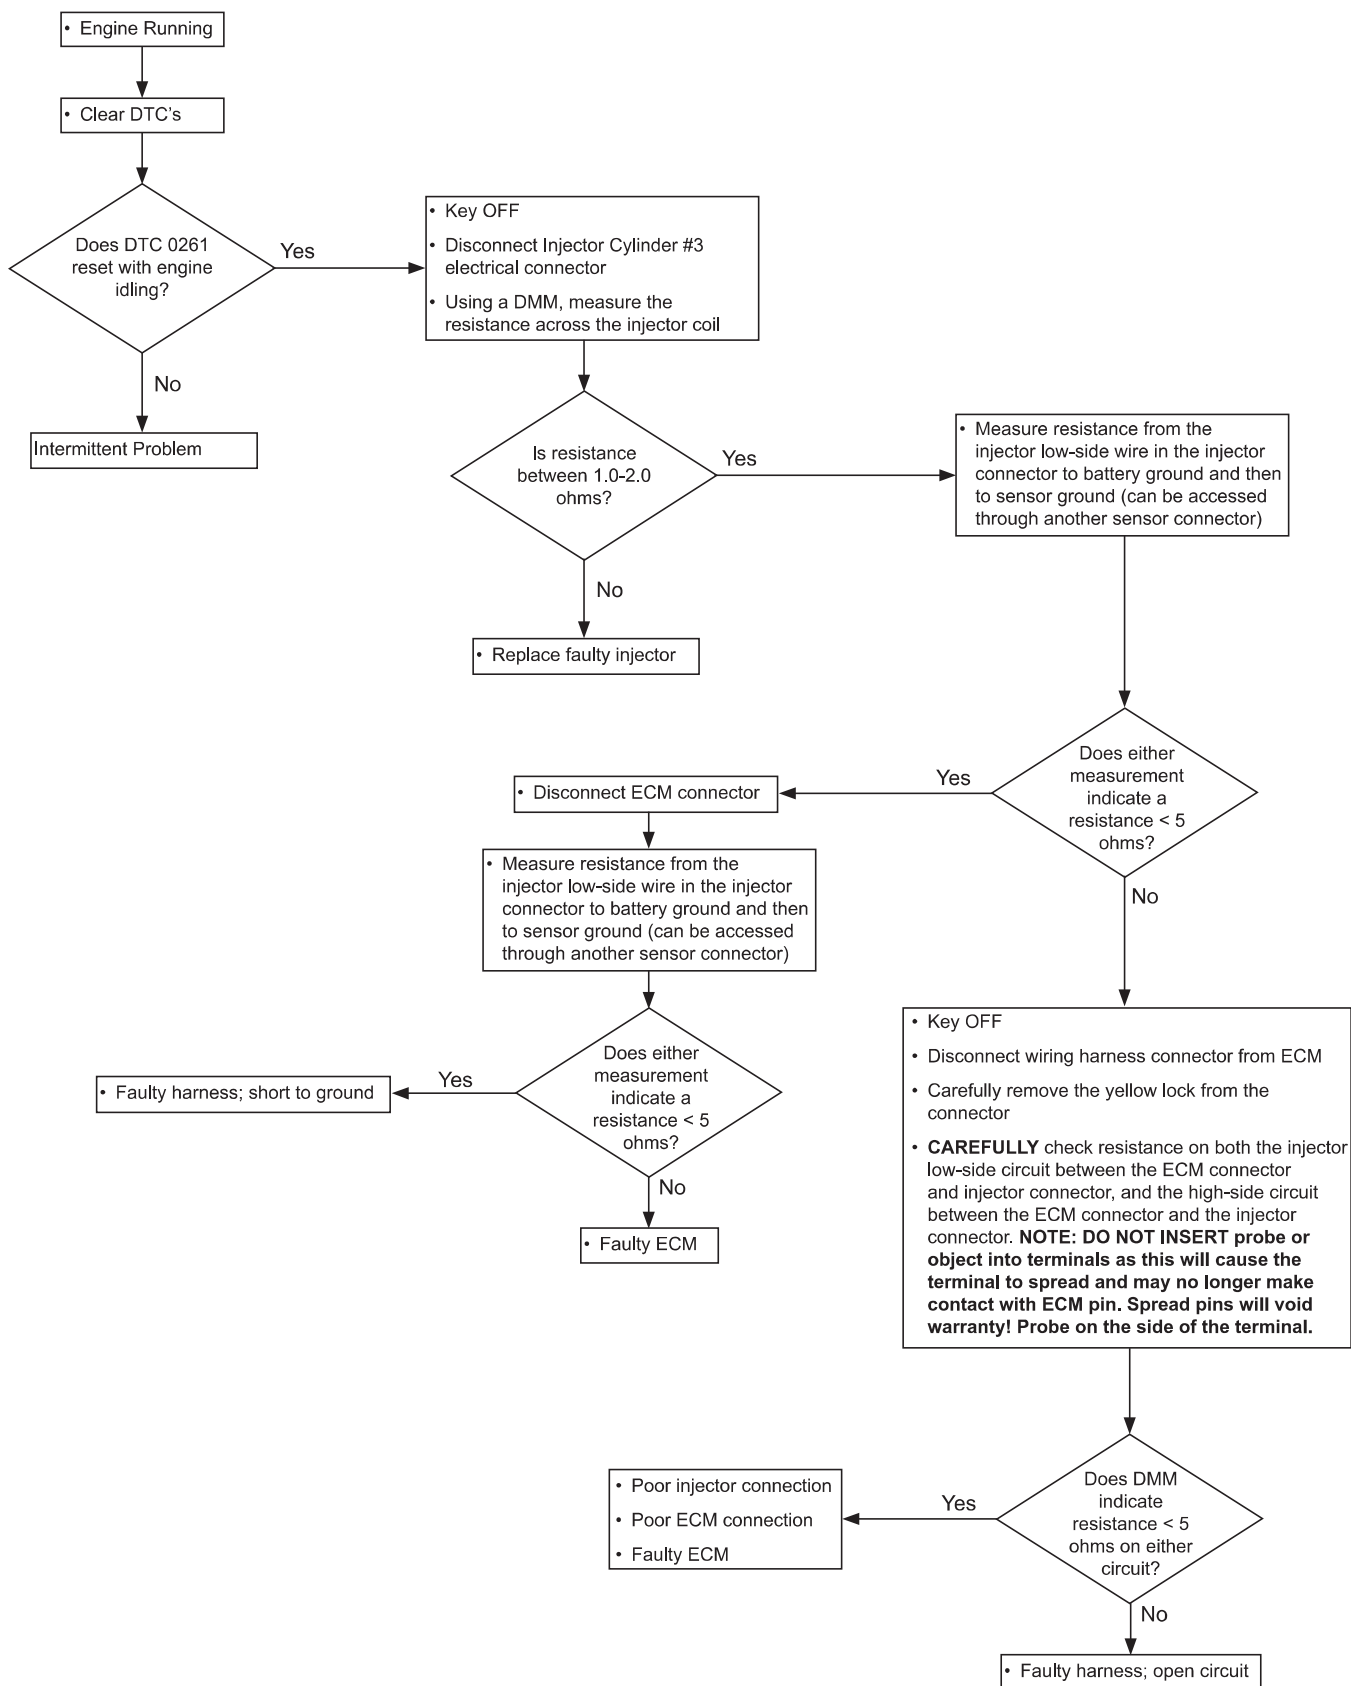 • Engine Running
• Clear DTC's
Does DTC 0261
reset with engine
idling?
Yes
No
Intermittent Problem
• Key OFF
• Disconnect Injector Cylinder #3
electrical connector
• Using a DMM, measure the
resistance across the injector coil
Is resistance
between 1.0-2.0
ohms?
Yes
No
• Replace faulty injector
• Measure resistance from the
injector low-side wire in the injector
connector to battery ground and then
to sensor ground (can be accessed
through another sensor connector)
Does either
measurement
indicate a
resistance < 5
ohms?
Yes
No
• Disconnect ECM connector
• Measure resistance from the
injector low-side wire in the injector
connector to battery ground and then
to sensor ground (can be accessed
through another sensor connector)
Does either
measurement
indicate a
resistance < 5
ohms?
Yes
• Faulty harness; short to ground
No
• Faulty ECM
• Key OFF
• Disconnect wiring harness connector from ECM
• Carefully remove the yellow lock from the
connector
• CAREFULLY check resistance on both the injector
low-side circuit between the ECM connector
and injector connector, and the high-side circuit
between the ECM connector and the injector
connector. NOTE: DO NOT INSERT probe or
object into terminals as this will cause the
terminal to spread and may no longer make
contact with ECM pin. Spread pins will void
warranty! Probe on the side of the terminal.
Does DMM
indicate
resistance < 5
ohms on either
circuit?
Yes
• Poor injector connection
• Poor ECM connection
• Faulty ECM
No
• Faulty harness; open circuit